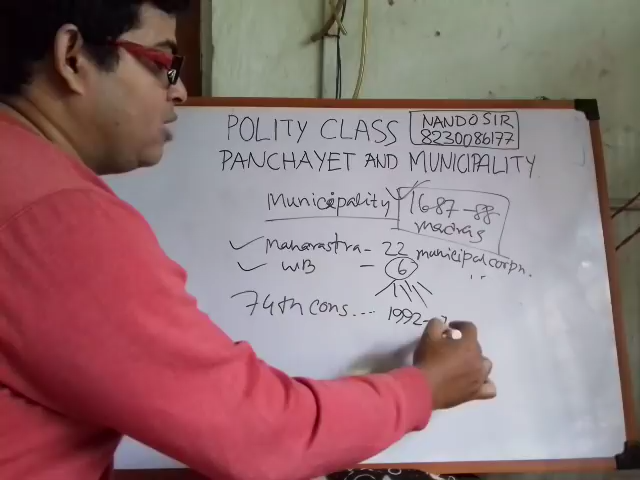 POLITY CLASS
NANDO SIR
8230086177
PANCHAYET AND MUNICIPALITY
Municipality
1687-88
madras
Maharastra - 22 municipal corpn.
WB - 6 " "
74th cons... 1992-